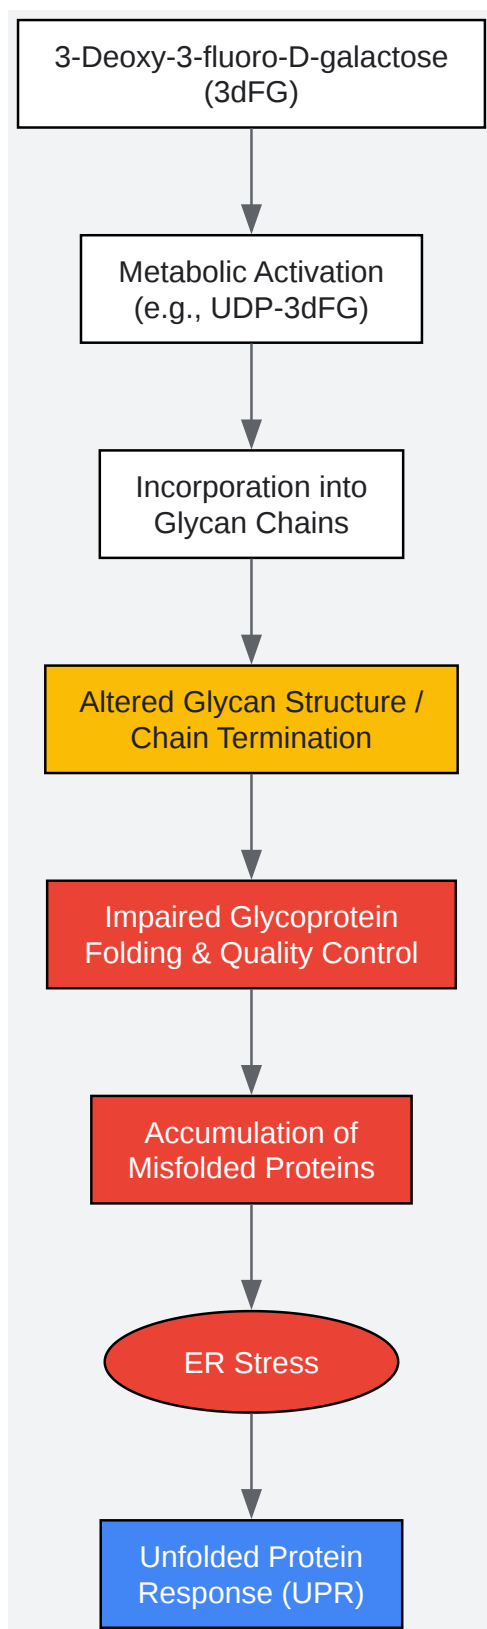 3-Deoxy-3-fluoro-D-galactose
(3dFG)
Metabolic Activation
(e.g., UDP-3dFG)
Incorporation into
Glycan Chains
Altered Glycan Structure /
Chain Termination
Impaired Glycoprotein
Folding & Quality Control
Accumulation of
Misfolded Proteins
ER Stress
Unfolded Protein
Response (UPR)